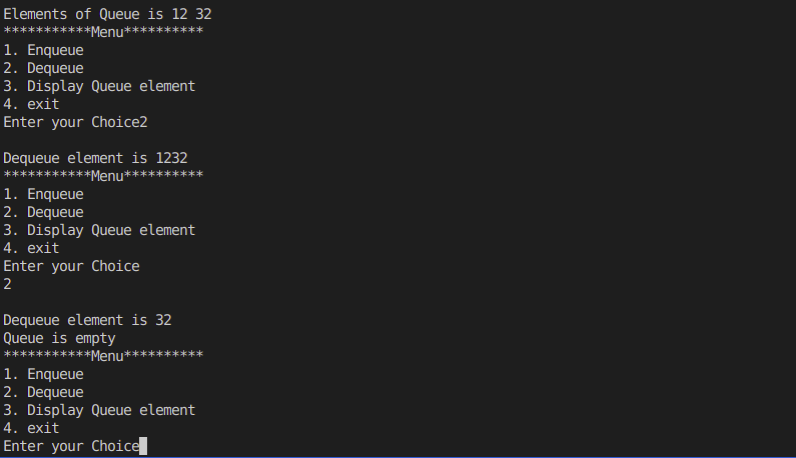 Elements of Queue is 12 32
***********Menu**********
1. Enqueue
2. Dequeue
3. Display Queue element
4. exit
Enter your Choice2
Dequeue element is 1232
***********Menu**********
1. Enqueue
2. Dequeue
3. Display Queue element
4. exit
Enter your Choice
2
Dequeue element is 32
Queue is empty
***********Menu**********
1. Enqueue
2. Dequeue
3. Display Queue element
4. exit
Enter your Choice